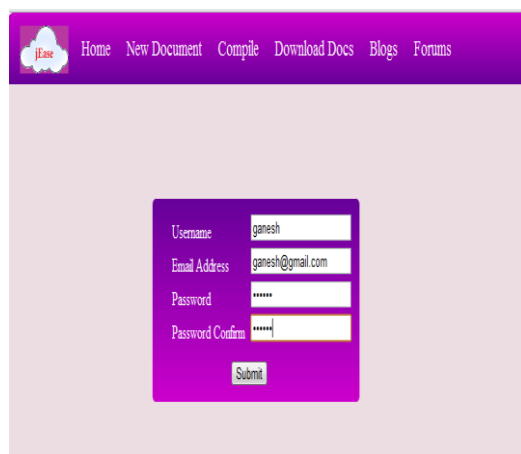 jEase Home New Document Compile Download Docs Blogs Forums
Username ganesh
Email Address ganesh@gmail.com
Password ••••••
Password Confirm ••••••
Submit